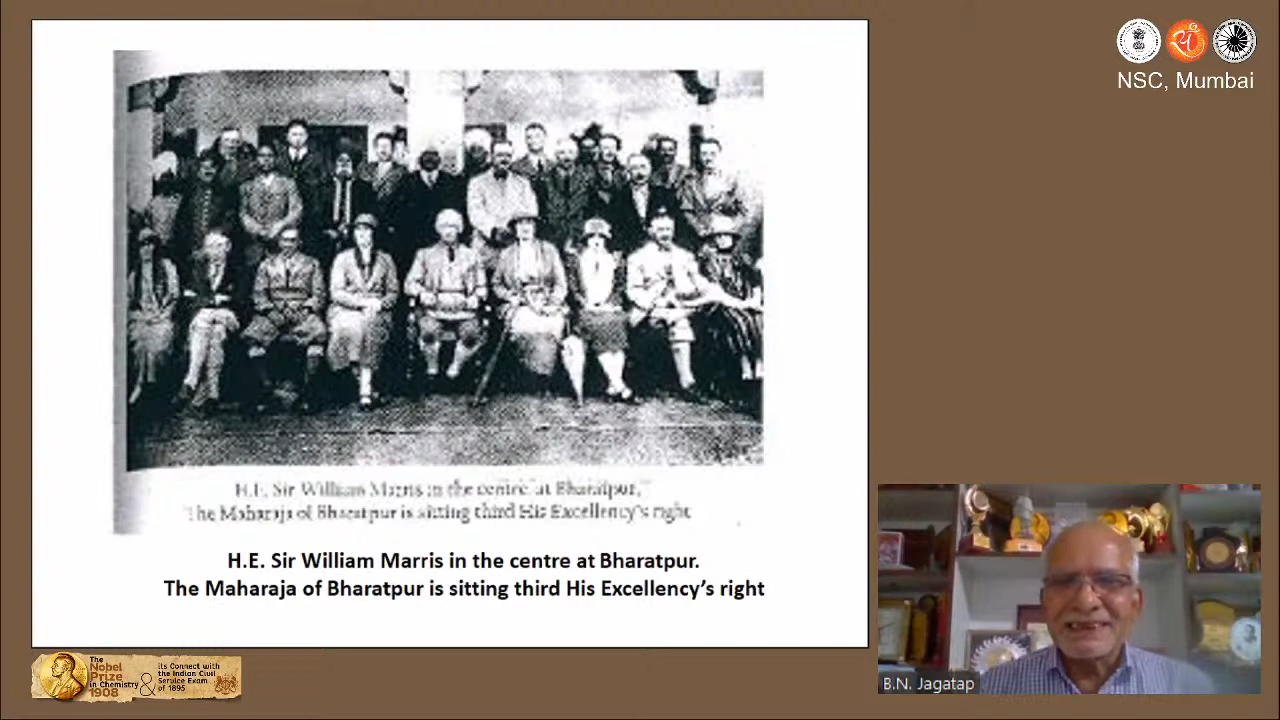 NSC, Mumbai
H.E. Sir William Marris in the centre at Bharatpur,
The Maharaja of Bharatpur is sitting third His Excellency's right
H.E. Sir William Marris in the centre at Bharatpur.
The Maharaja of Bharatpur is sitting third His Excellency’s right
B.N. Jagatap
The
Nobel
Prize
in Chemistry
1908
&
its Connect with
the Indian Civil
Service Exam
of 1895